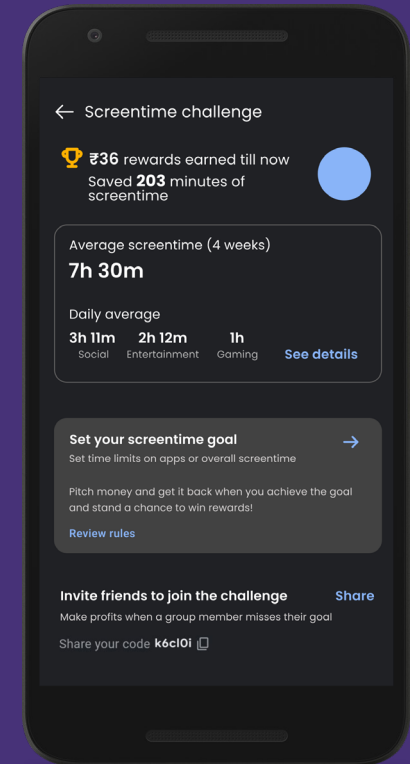 Screentime challenge
₹36 rewards earned till now
Saved 203 minutes of
screentime
Average screentime (4 weeks)
7h 30m
Daily average
3h 11m 2h 12m 1h
Social Entertainment Gaming See details
Set your screentime goal
Set time limits on apps or overall screentime
Pitch money and get it back when you achieve the goal
and stand a chance to win rewards!
Review rules
Invite friends to join the challenge Share
Make profits when a group member misses their goal
Share your code k6cl0i